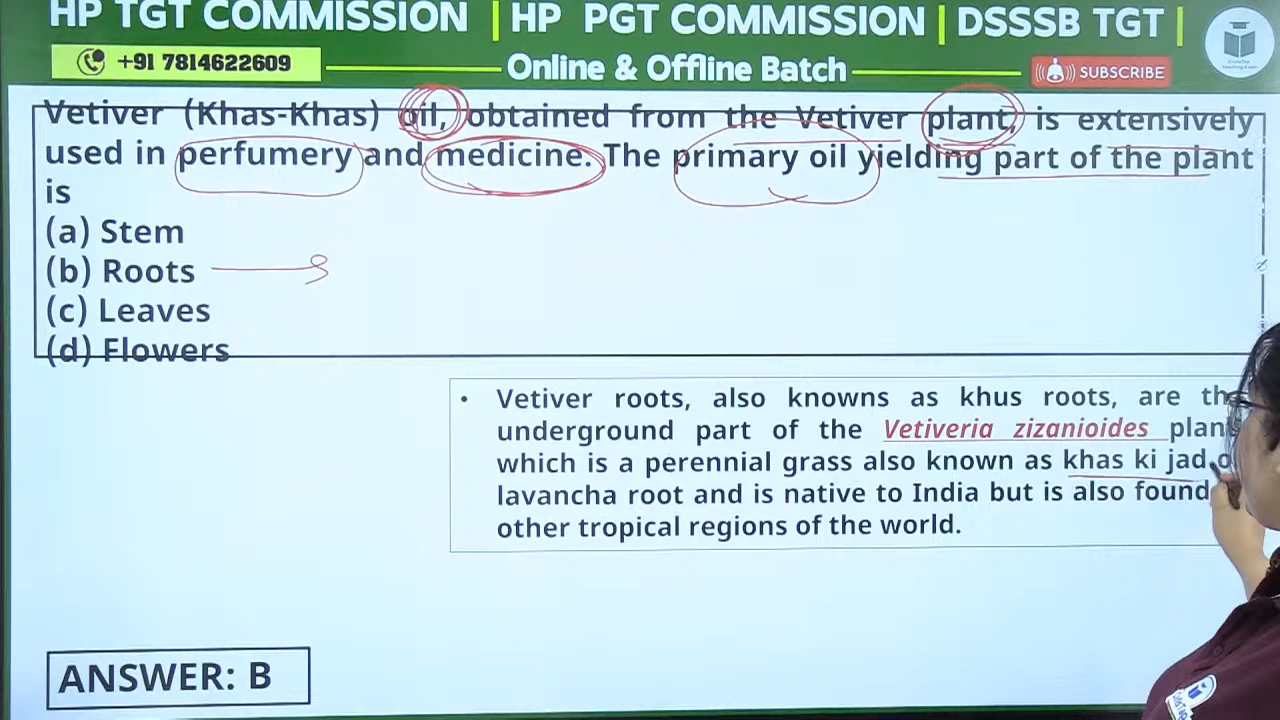 HP TGT COMMISSION | HP PGT COMMISSION | DSSSB TGT |
+91 7814622609
Online & Offline Batch
SUBSCRIBE
Vetiver (Khas-Khas) oil, obtained from the Vetiver plant, is extensively
used in perfumery and medicine. The primary oil yielding part of the plant
is
(a) Stem
(b) Roots
(c) Leaves
(d) Flowers
Vetiver roots, also knowns as khus roots, are the
underground part of the Vetiveria zizanioides plant
which is a perennial grass also known as khas ki jad
lavancha root and is native to India but is also found
other tropical regions of the world.
ANSWER: B